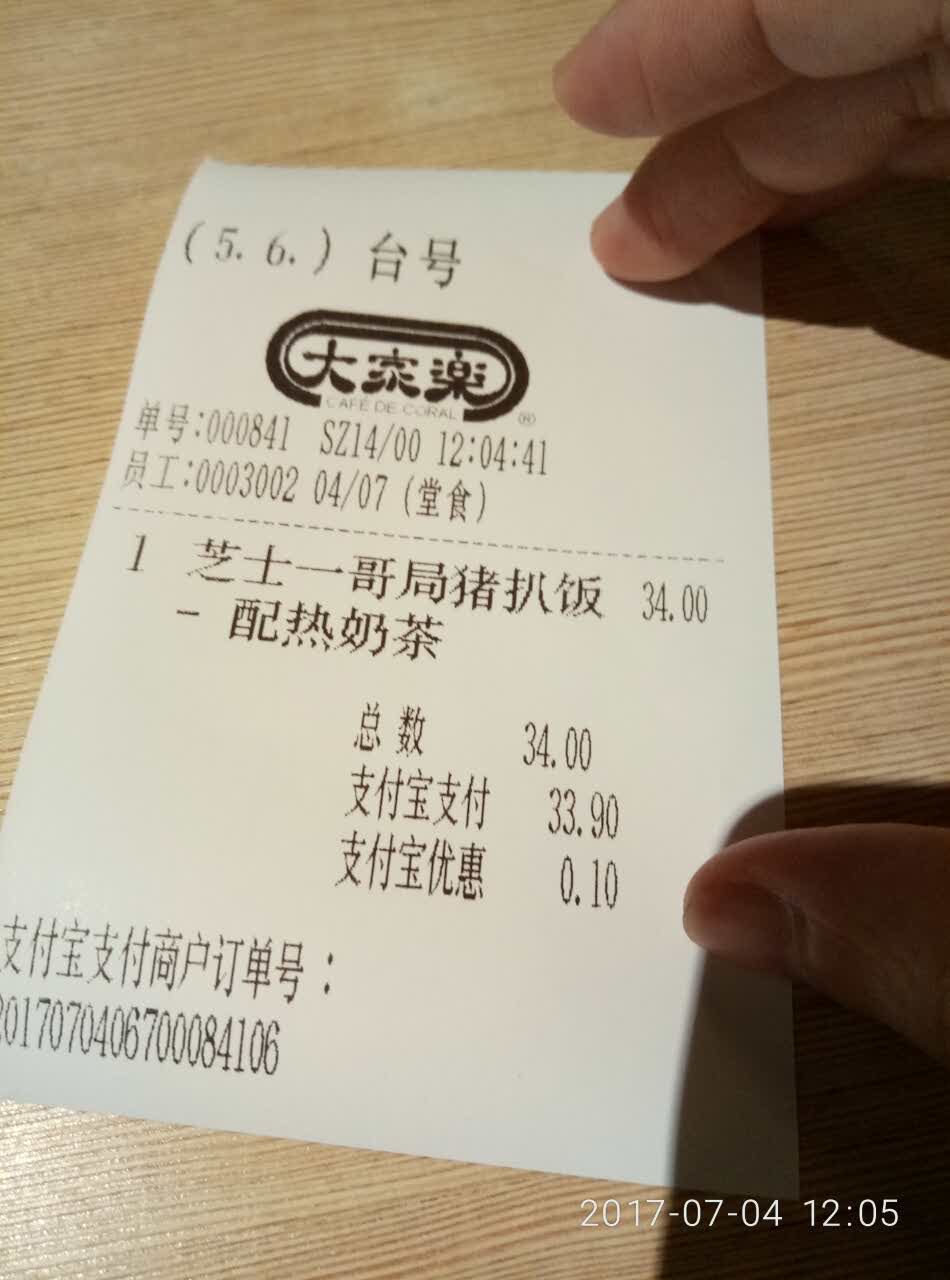 (5.6.) 台号
大家樂
CAFÉ DE CORAL ®
单号:000841 SZ14/00 12:04:41
员工:0003002 04/07 (堂食)
1 芝士一哥局猪扒饭 34.00
- 配热奶茶
总数 34.00
支付宝支付 33.90
支付宝优惠 0.10
支付宝支付商户订单号：
2017070406700084106
2017-07-04 12:05